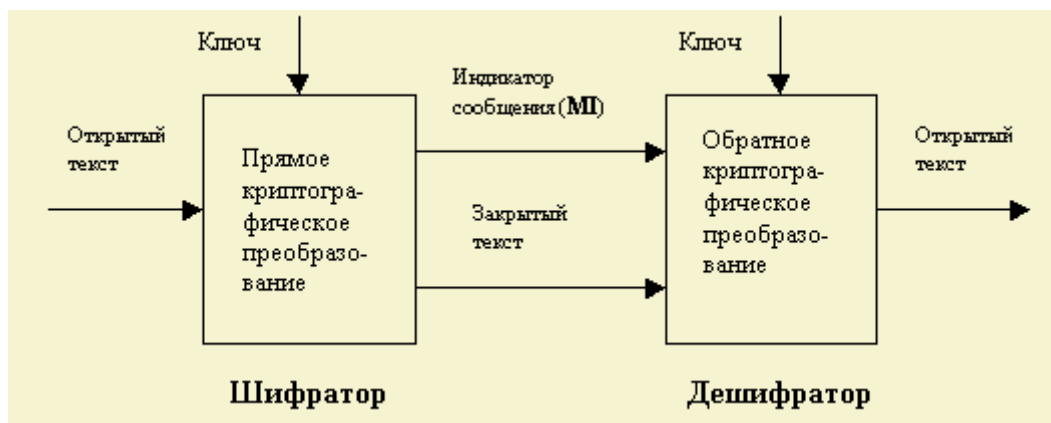 Ключ
Ключ
Индикатор
сообщения(MI)
Открытый
текст
Прямое
криптогра-
фическое
преобразо-
вание
Закрытый
текст
Обратное
криптогра-
фическое
преобразо-
вание
Открытый
текст
Шифратор
Дешифратор